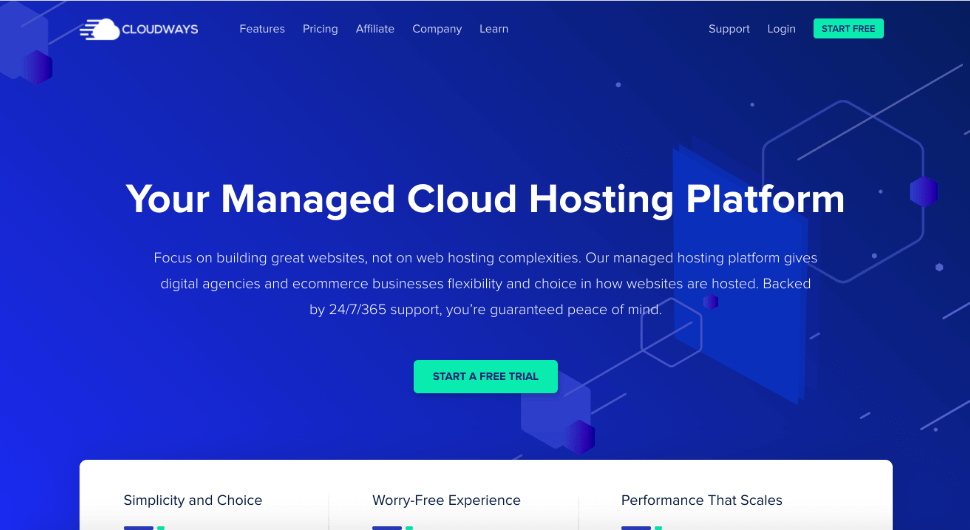 CLOUDWAYS Features Pricing Affiliate Company Learn Support Login START FREE
Your Managed Cloud Hosting Platform
Focus on building great websites, not on web hosting complexities. Our managed hosting platform gives
digital agencies and ecommerce businesses flexibility and choice in how websites are hosted. Backed
by 24/7/365 support, you’re guaranteed peace of mind.
START A FREE TRIAL
Simplicity and Choice Worry-Free Experience Performance That Scales